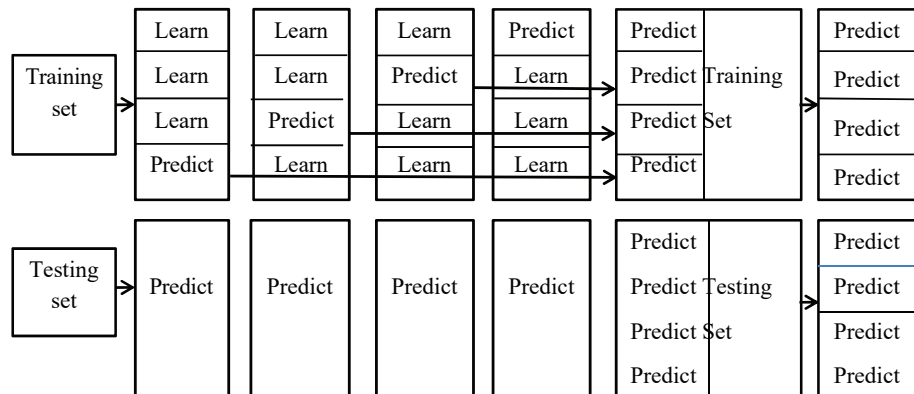 Learn Learn Learn Predict Predict Predict
Training set
Learn Learn Predict Learn Predict Training Predict
Learn Predict Learn Learn Predict Set Predict
Predict Learn Learn Learn Predict Predict
Predict Predict
Testing set
Predict Predict Predict Predict Predict Testing Predict
Predict Set Predict
Predict Predict